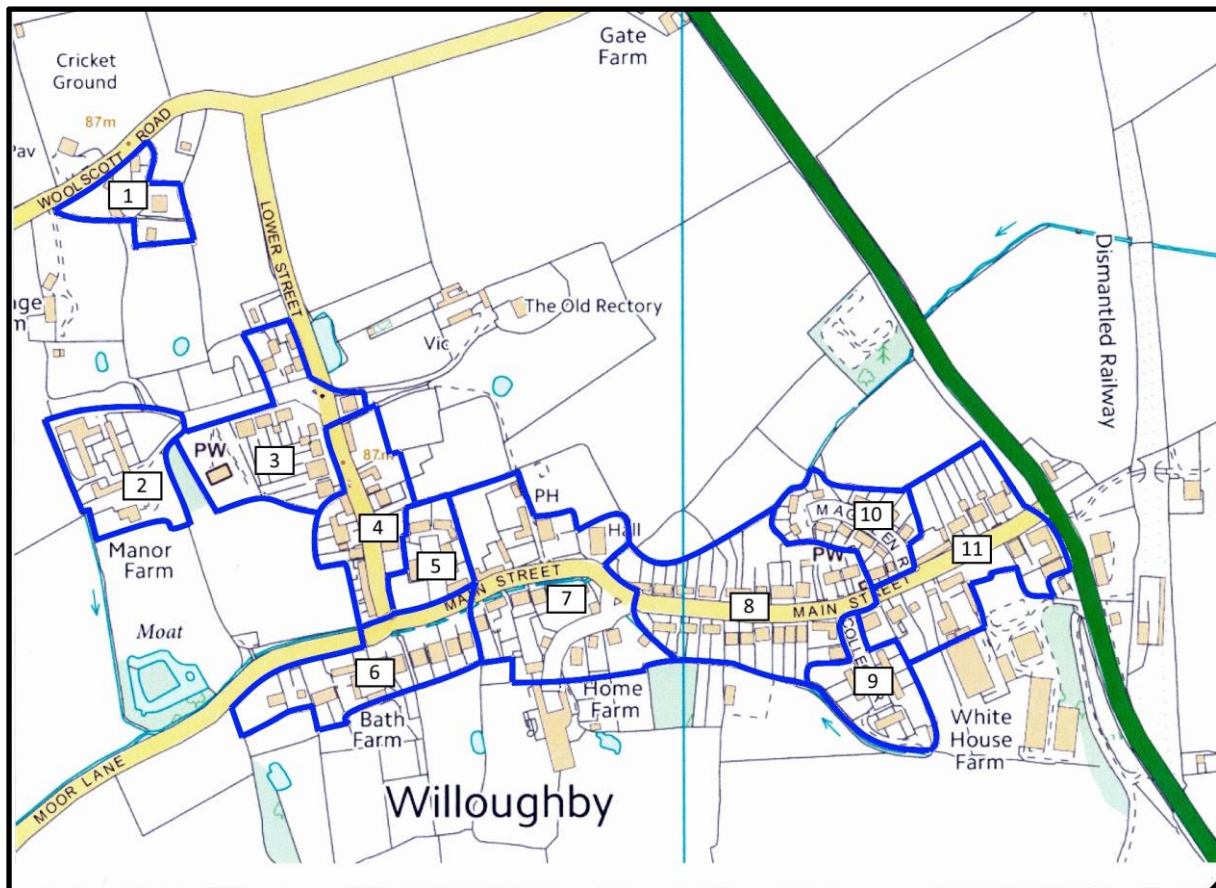 Gate
Farm
Cricket
Ground
87m
WOOLSCOTT ROAD
1
LOWER STREET
Dismantled Railway
The Old Rectory
Vic
PW
3
2
87m
4
5
PH
Hall
10
11
PW
MAIN STREET
7
8
MAIN STREET
Manor
Farm
Moat
6
9
Home
Farm
Bath
Farm
White
House
Farm
MOOR LANE
Willoughby